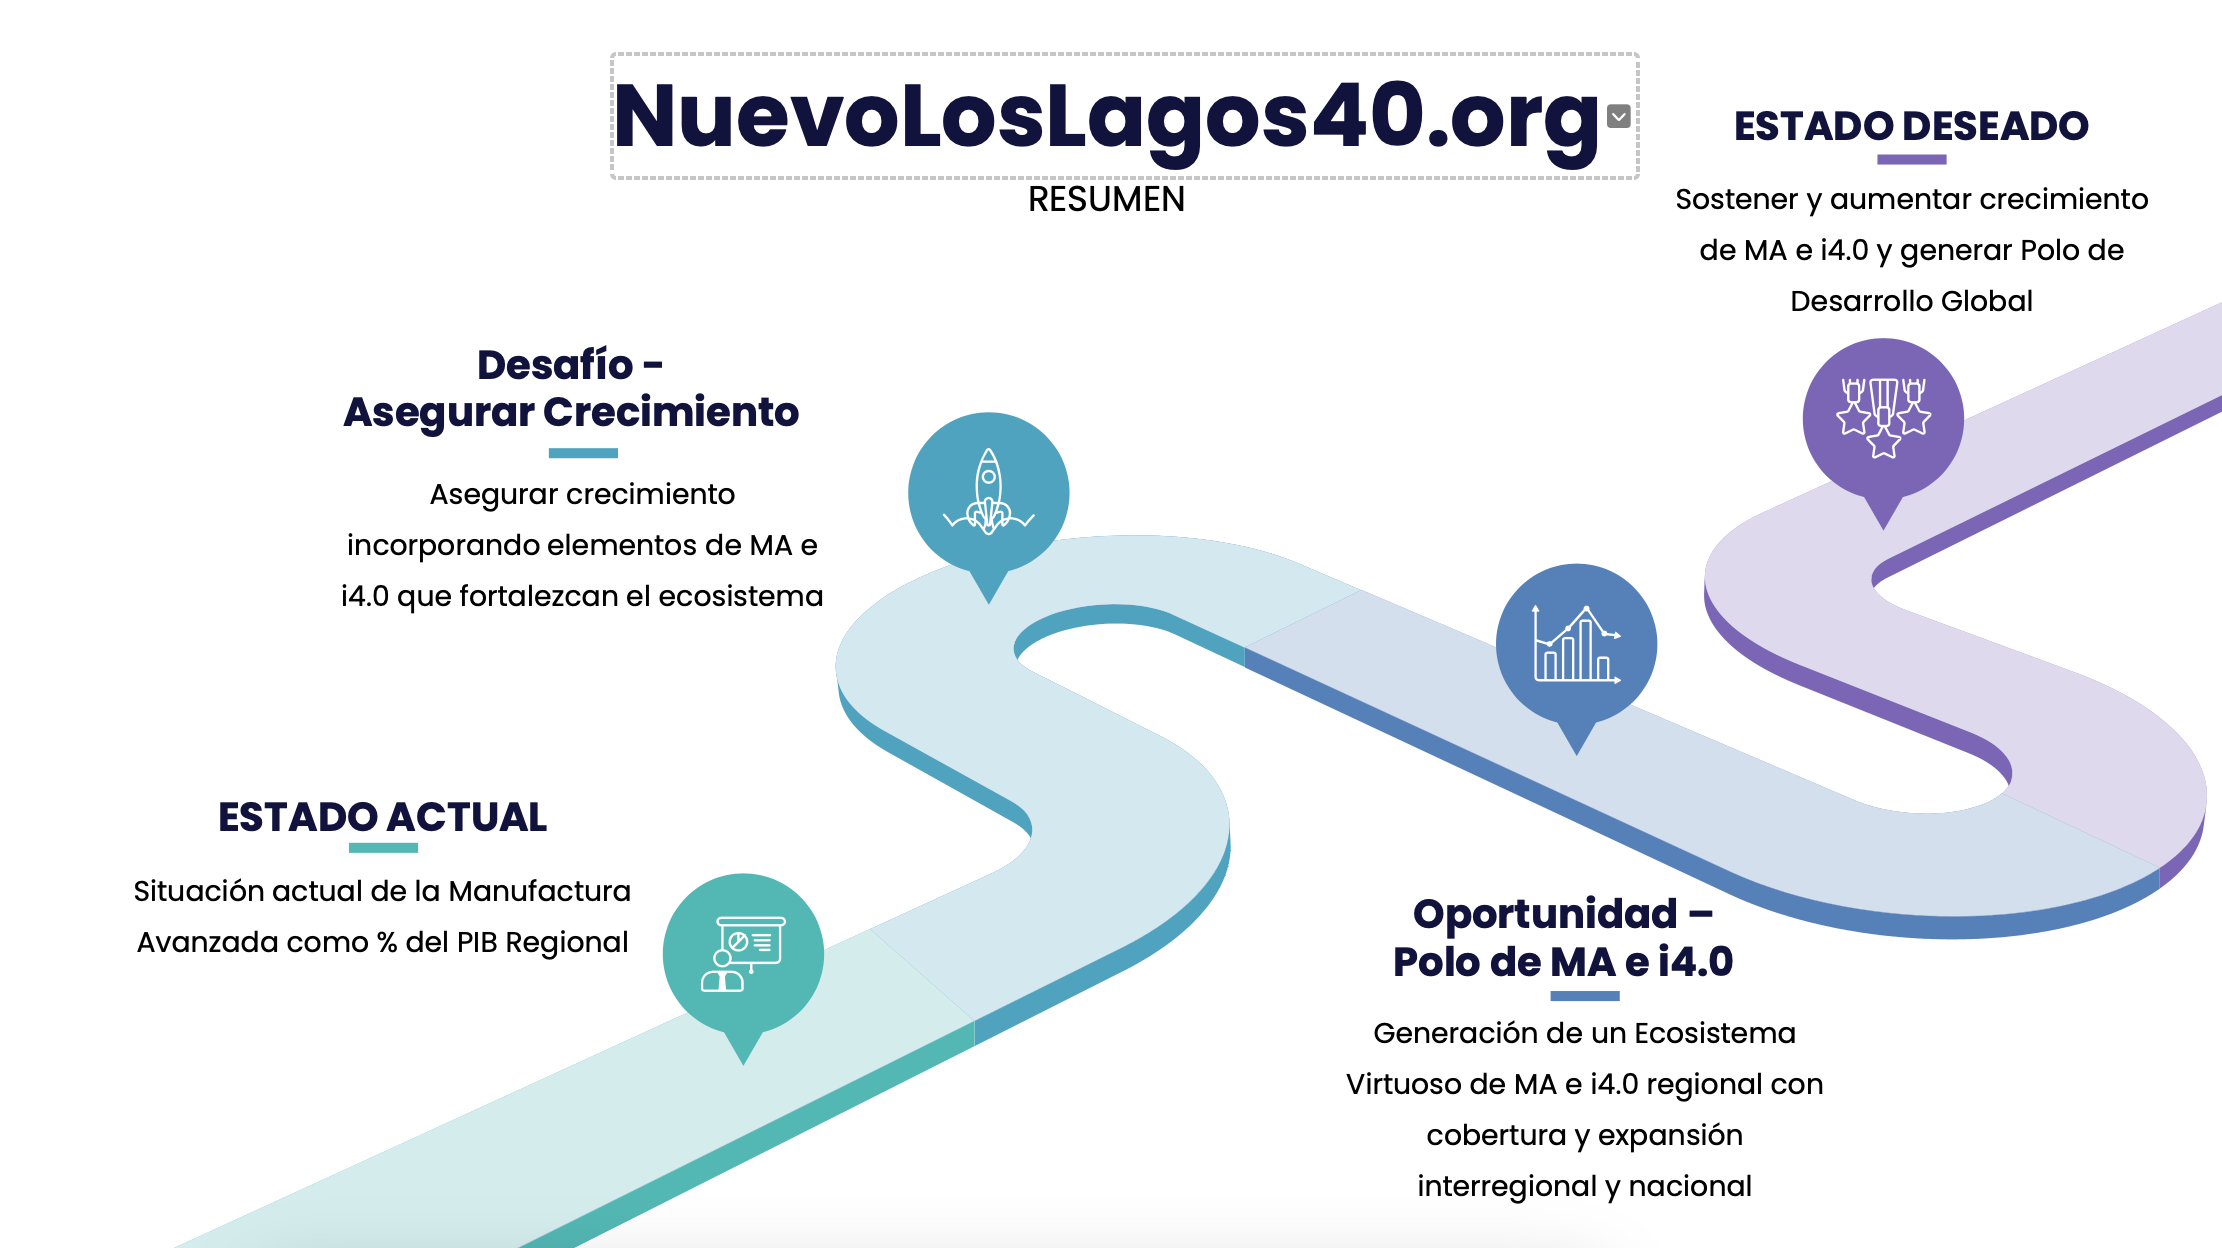 NuevoLosLagos40.org
RESUMEN
ESTADO DESEADO
Sostener y aumentar crecimiento
de MA e i4.0 y generar Polo de
Desarrollo Global
Desafío -
Asegurar Crecimiento
Asegurar crecimiento
incorporando elementos de MA e
i4.0 que fortalezcan el ecosistema
ESTADO ACTUAL
Situación actual de la Manufactura
Avanzada como % del PIB Regional
Oportunidad –
Polo de MA e i4.0
Generación de un Ecosistema
Virtuoso de MA e i4.0 regional con
cobertura y expansión
interregional y nacional